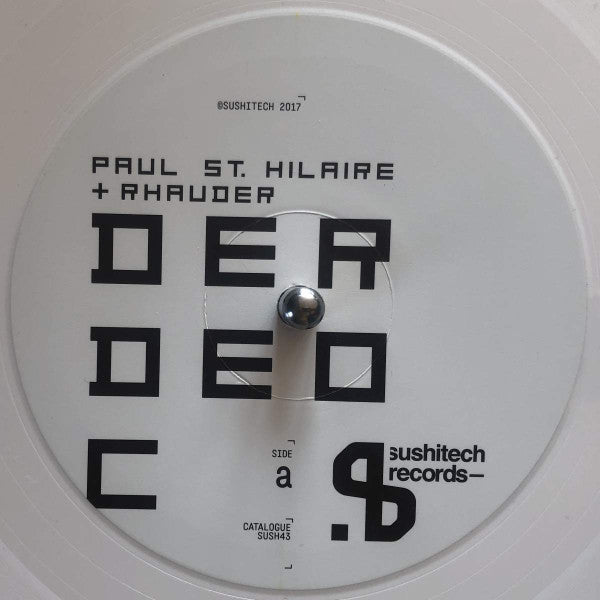 ©SUSHITECH 2017
PAUL ST. HILAIRE
+ RHAUDER
DER
DEO
C
SIDE
a
sushitech
records—
CATALOGUE
SUSH43